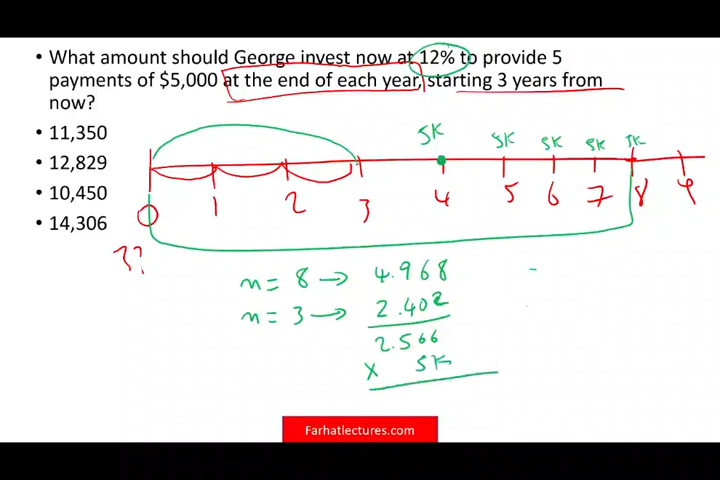 • What amount should George invest now at 12% to provide 5
payments of $5,000 at the end of each year, starting 3 years from
now?
• 11,350
• 12,829
• 10,450
• 14,306
5K 5K 5K 5K 5K
0 1 2 3 4 5 6 7 8 9
??
n = 8 → 4.968
n = 3 → 2.402
2.566
x 5K
Farhatlectures.com